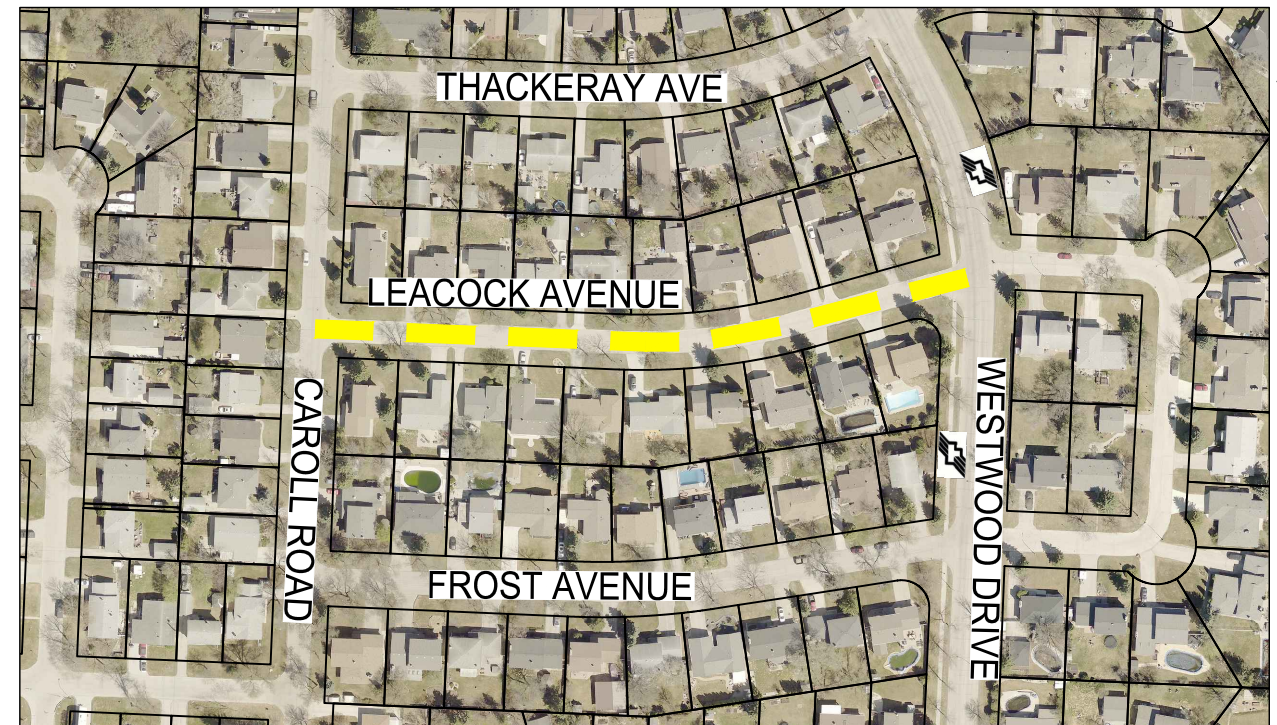 THACKERAY AVE
LEACOCK AVENUE
CAROLL ROAD
WESTWOOD DRIVE
FROST AVENUE